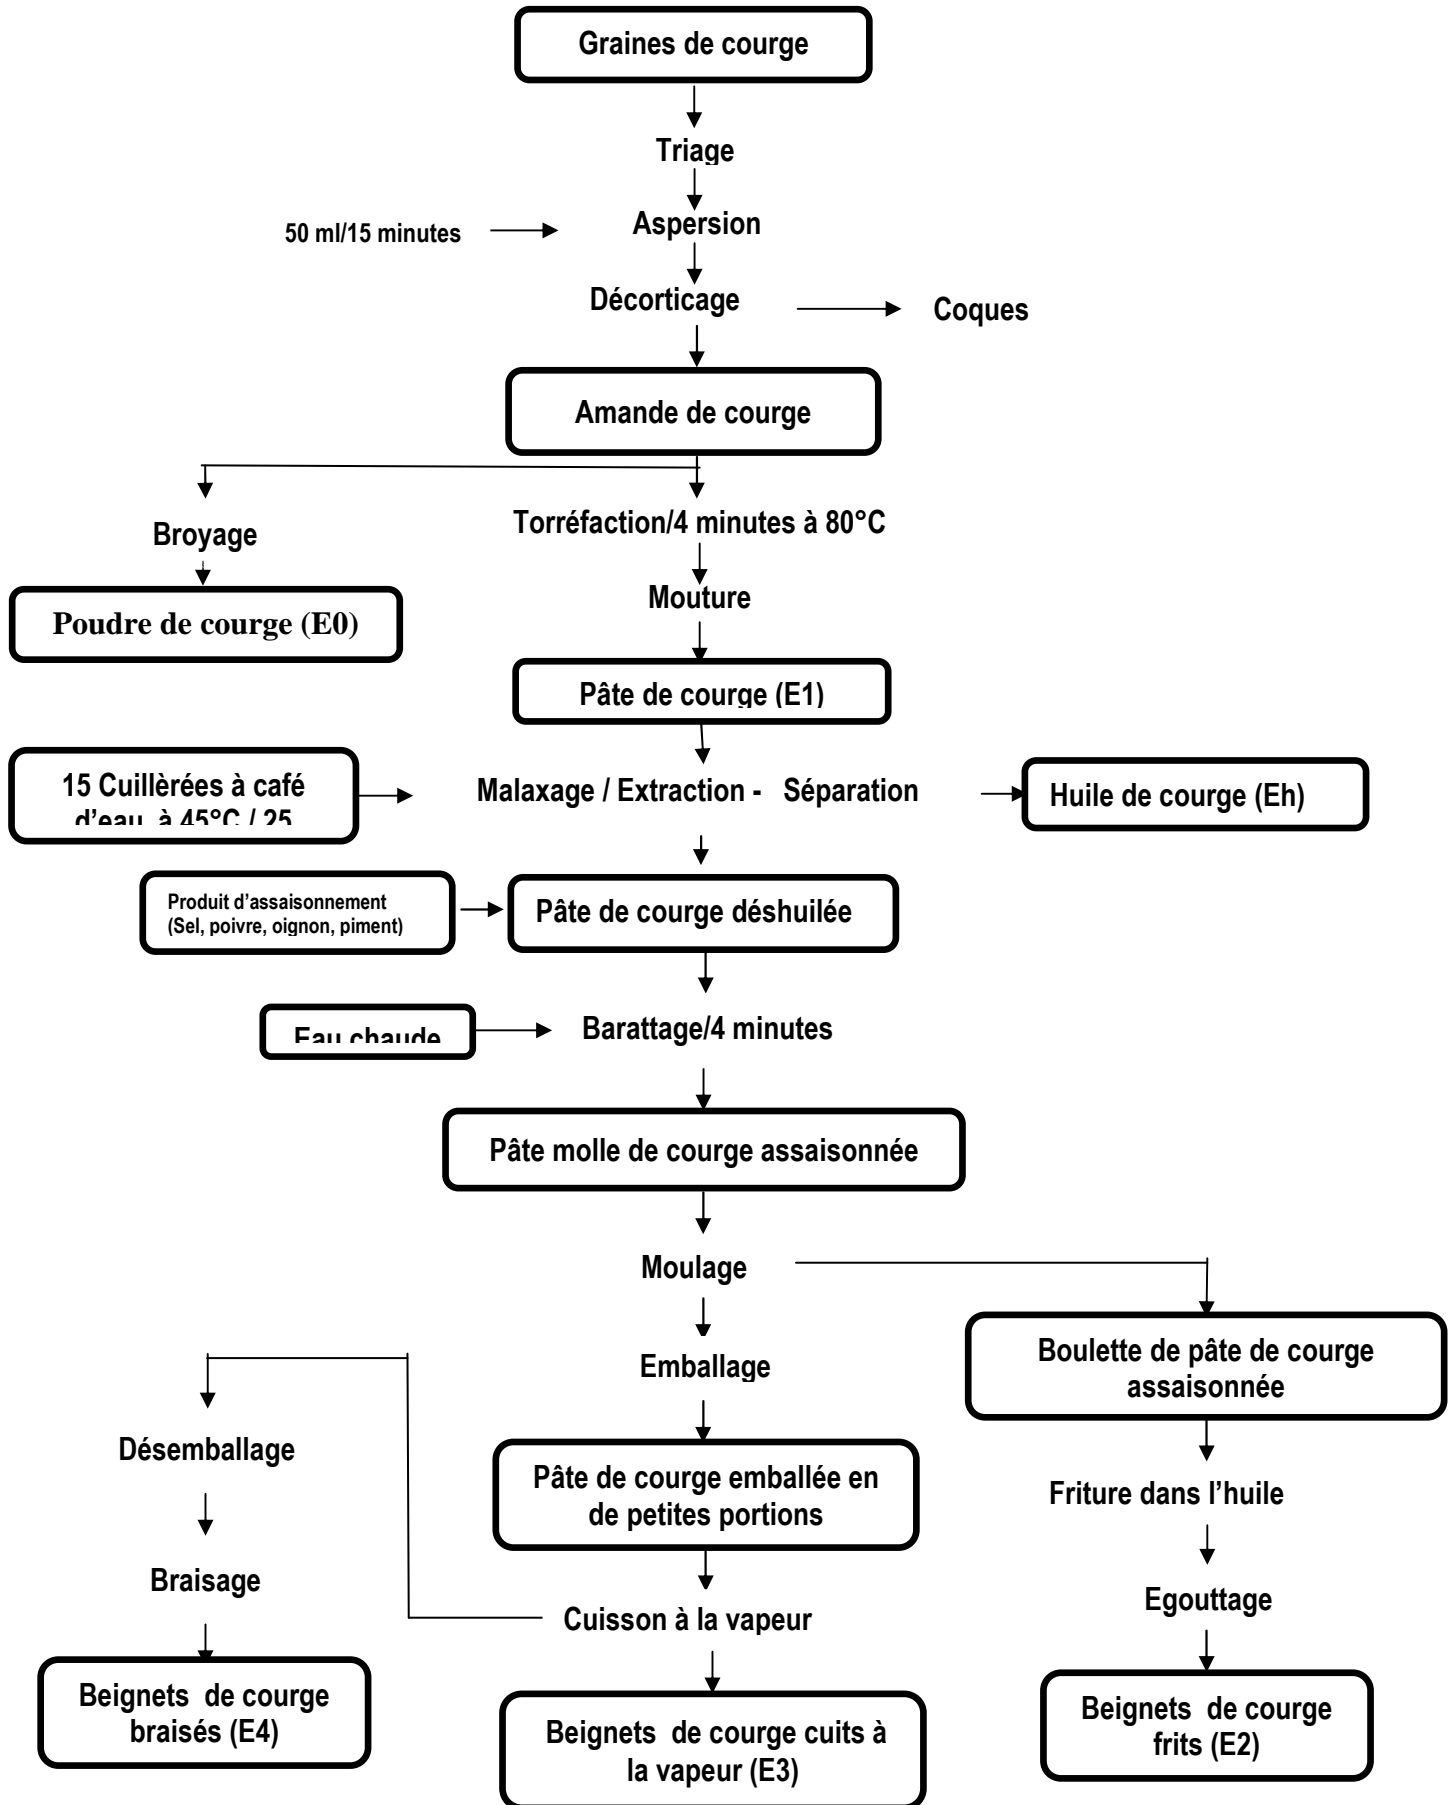 Graines de courge
Triage
50 ml/15 minutes
Aspersion
Décorticage
Coques
Amande de courge
Broyage
Torréfaction/4 minutes à 80°C
Mouture
Poudre de courge (E0)
Pâte de courge (E1)
15 Cuillèrées à café
d'eau à 45°C / 25
Malaxage / Extraction - Séparation
Huile de courge (Eh)
Produit d'assaisonnement
(Sel, poivre, oignon, piment)
Pâte de courge déshuilée
Eau chaude
Barattage/4 minutes
Pâte molle de courge assaisonnée
Moulage
Emballage
Boulette de pâte de courge
assaisonnée
Désemballage
Pâte de courge emballée en
de petites portions
Friture dans l'huile
Braisage
Cuisson à la vapeur
Egouttage
Beignets de courge
braisés (E4)
Beignets de courge cuits à
la vapeur (E3)
Beignets de courge
frits (E2)